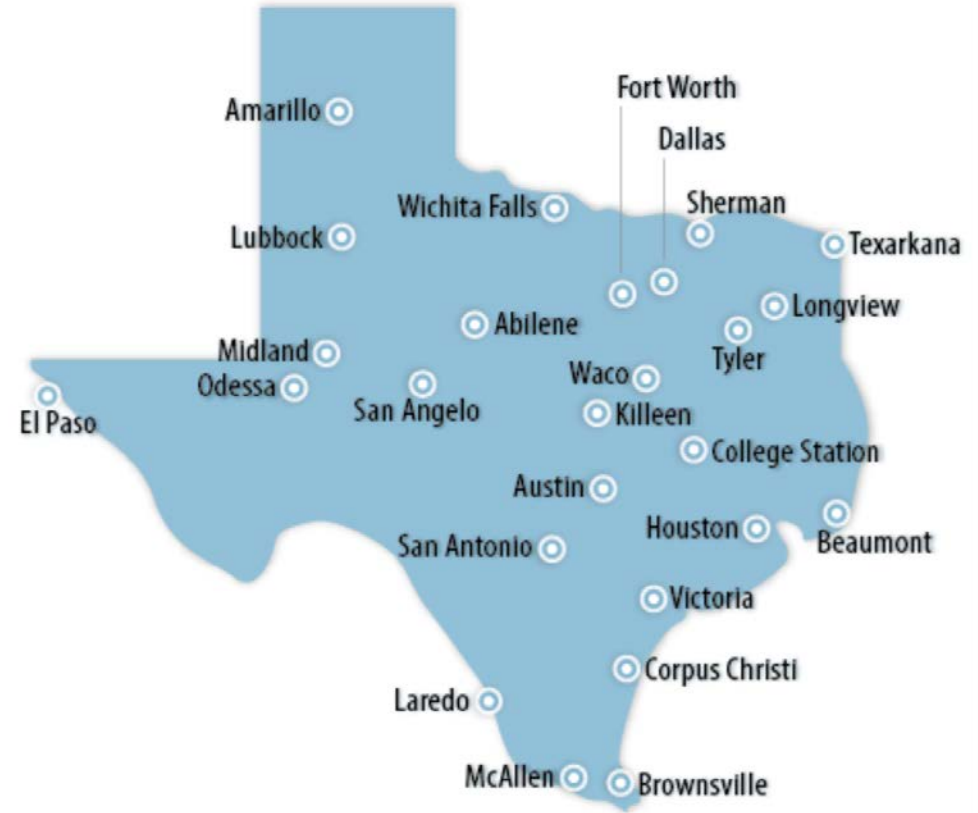 Fort Worth
Amarillo
Dallas
Wichita Falls
Sherman
Lubbock
Texarkana
Longview
Abilene
Midland
Tyler
Waco
Odessa
San Angelo
Killeen
El Paso
College Station
Austin
Houston
San Antonio
Beaumont
Victoria
Corpus Christi
Laredo
McAllen
Brownsville